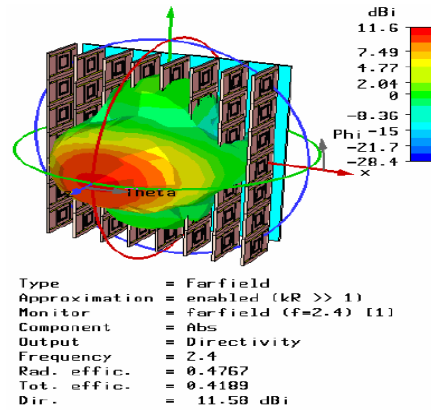 dBi
11.6
7.49
4.77
2.04
0
-8.36
Phi -15
-21.7
-28.4
x
Theta
Type = Farfield
Approximation = enabled (kR >> 1)
Monitor = farfield (f=2.4) [1]
Component = Abs
Output = Directivity
Frequency = 2.4
Rad. effic. = 0.4767
Tot. effic. = 0.4189
Dir. = 11.58 dBi